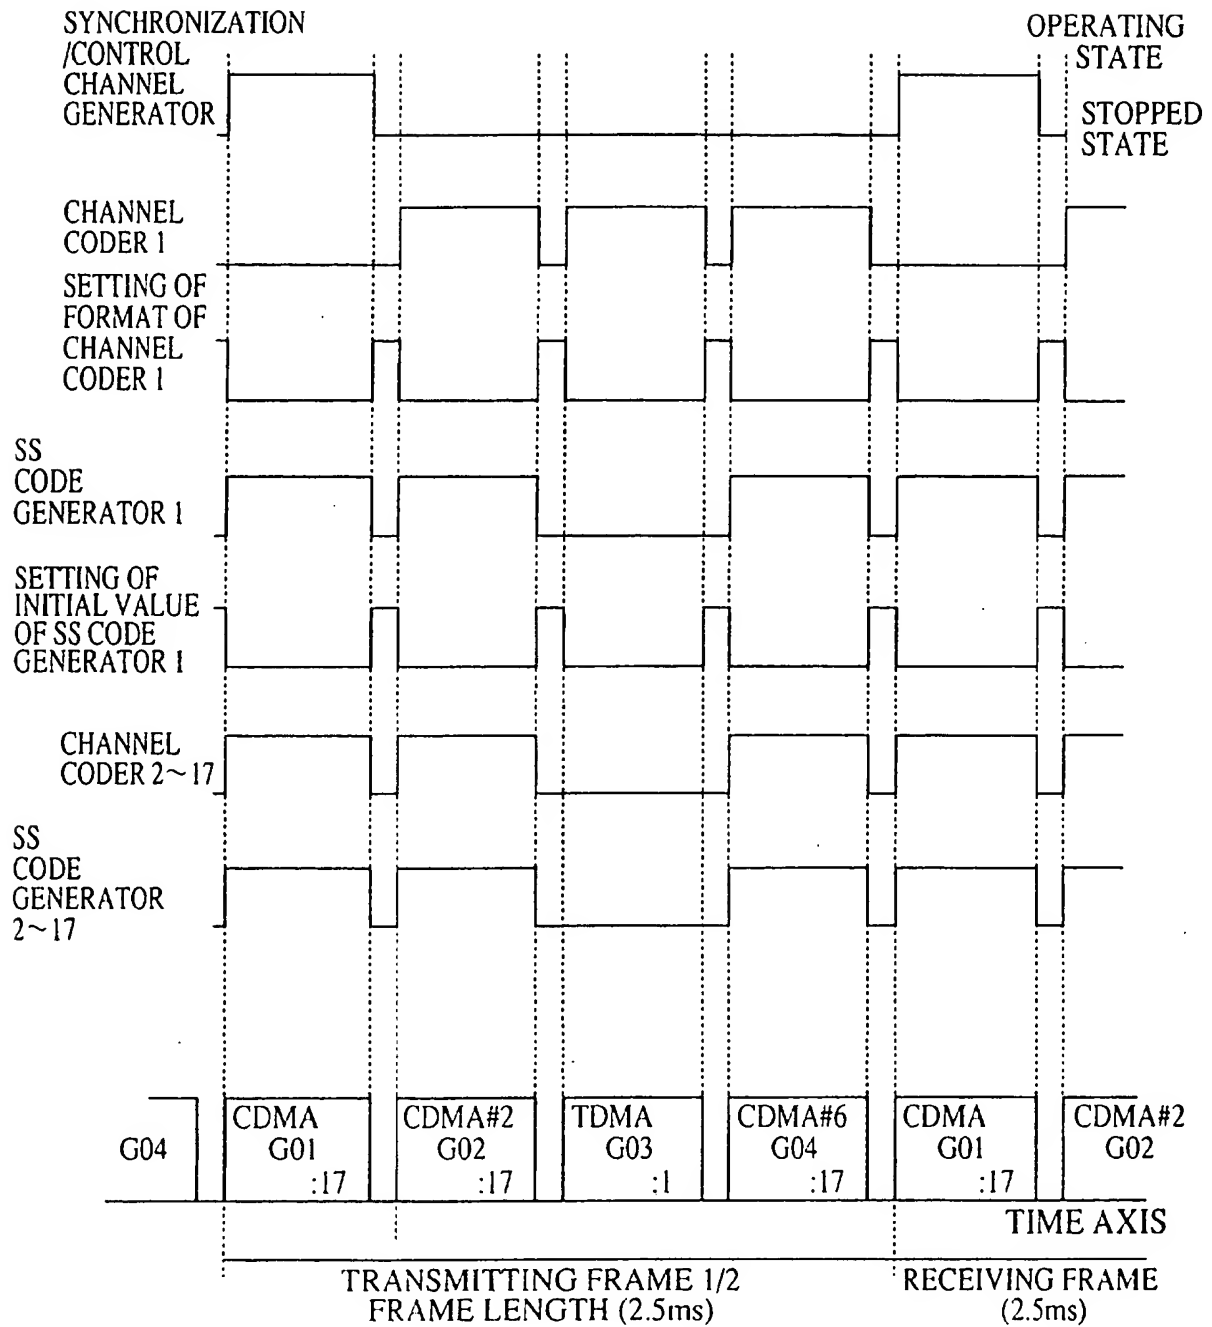 SYNCHRONIZATION
/CONTROL
CHANNEL
GENERATOR
OPERATING
STATE
STOPPED
STATE
CHANNEL
CODER 1
SETTING OF
FORMAT OF
CHANNEL
CODER 1
SS
CODE
GENERATOR 1
SETTING OF
INITIAL VALUE
OF SS CODE
GENERATOR 1
CHANNEL
CODER 2~17
SS
CODE
GENERATOR
2~17
G04
CDMA
G01
:17
CDMA#2
G02
:17
TDMA
G03
:1
CDMA#6
G04
:17
CDMA
G01
:17
CDMA#2
G02
TIME AXIS
TRANSMITTING FRAME 1/2
FRAME LENGTH (2.5ms)
RECEIVING FRAME
(2.5ms)